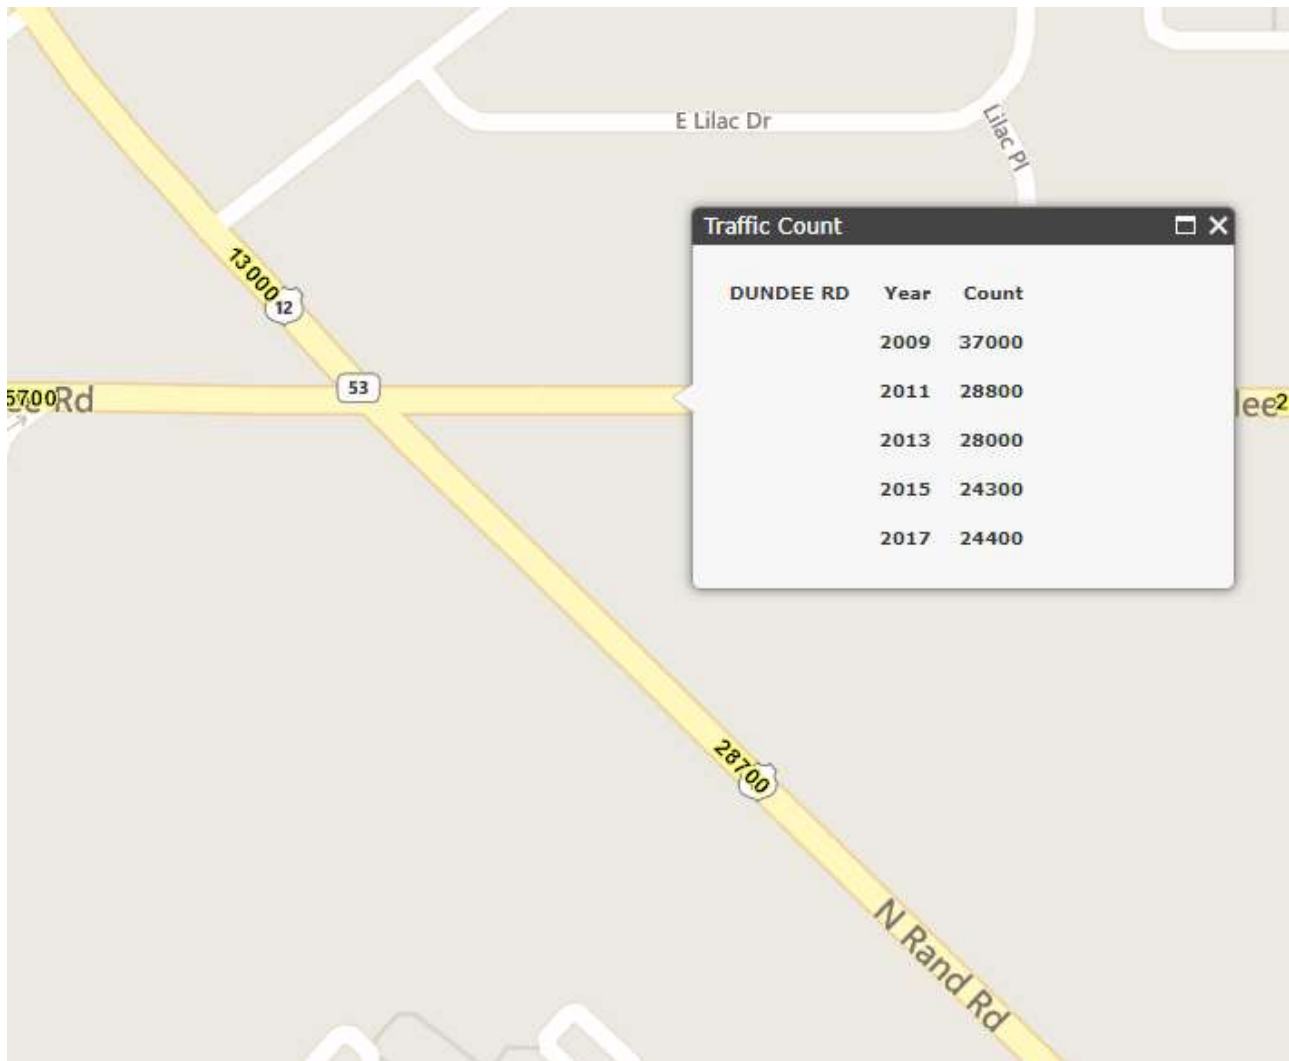 E Lilac Dr
Lilac Pl
Traffic Count
13000
12
DUNDEE RD Year Count
2009 37000
2011 28800
53
5700
Rd
2013 28000
2015 24300
2017 24400
28700
N Rand Rd